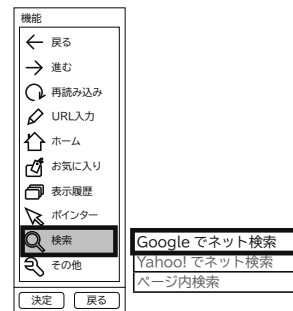 機能
戻る
進む
再読み込み
URL入力
ホーム
お気に入り
表示履歴
ポインター
検索
Google でネット検索
Yahoo! でネット検索
その他
ページ内検索
決定 戻る